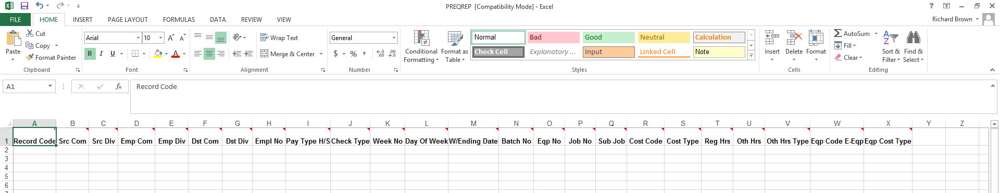 PREQREP [Compatibility Mode] - Excel
FILE HOME INSERT PAGE LAYOUT FORMULAS DATA REVIEW VIEW Richard Brown
Paste
Cut
Copy
Format Painter
Clipboard
Arial 10
B I U
Font
Wrap Text
Merge & Center
Alignment
General
$ % ,
Number
Conditional Formatting
Format as Table
Normal Bad Good Neutral Calculation
Check Cell Explanatory ... Input Linked Cell Note
Styles
Insert Delete Format
Cells
AutoSum
Fill
Clear
Sort & Filter
Find & Select
Editing
A1 fx Record Code
A B C D E F G H I J K L M N O P Q R S T U V W X Y Z
1 Record Code Src Com Src Div Emp Com Emp Div Dst Com Dst Div Empl No Pay Type H/S Check Type Week No Day Of Week W/Ending Date Batch No Eqp No Job No Sub Job Cost Code Cost Type Reg Hrs Oth Hrs Oth Hrs Type Eqp Code E-Eqp Eqp Cost Type
2
3
4
5
6